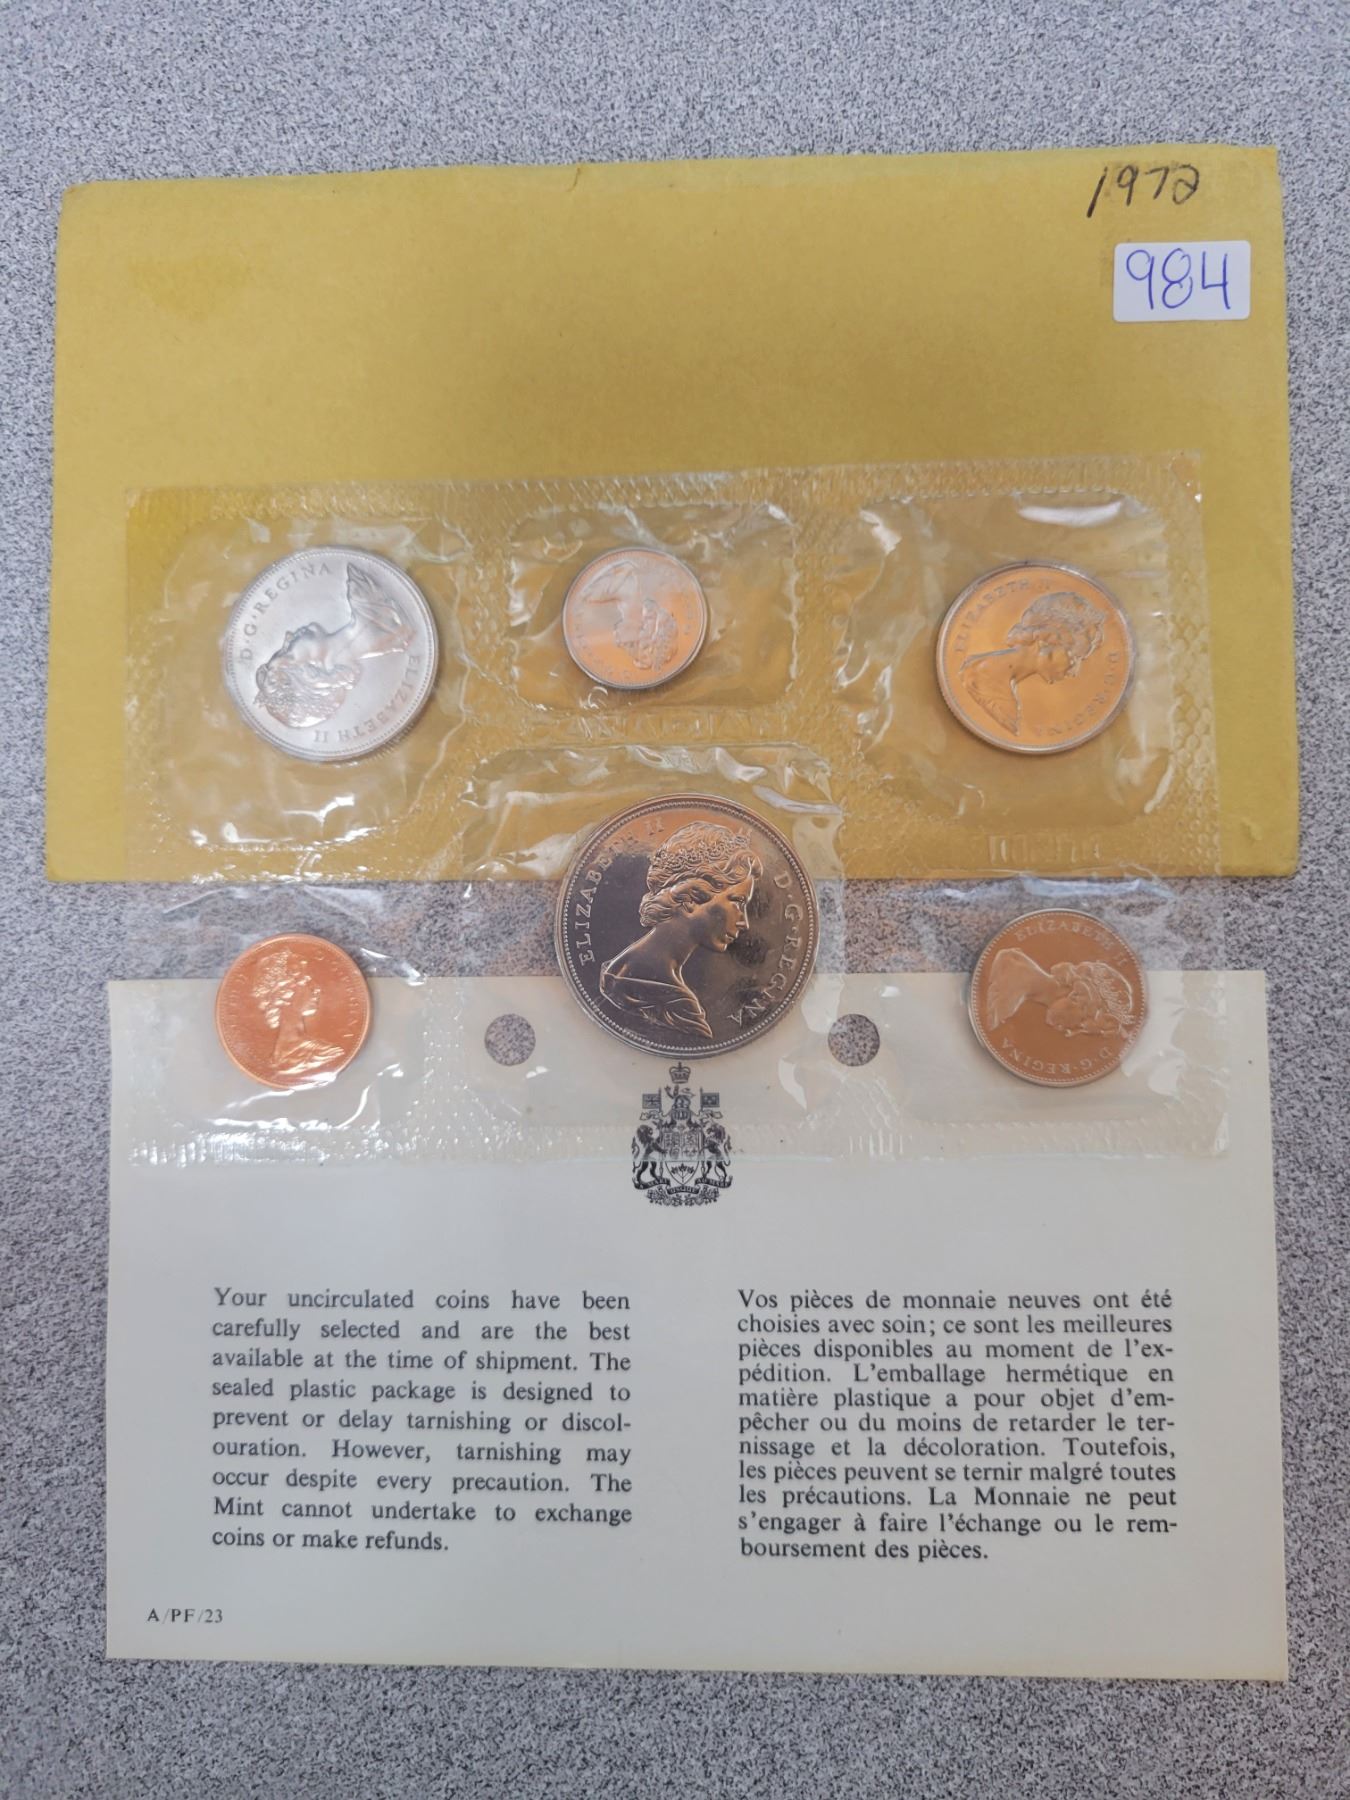 1972
984
D·G·REGINA
ELIZABETH II
ELIZABETH II
D·G·REGINA
ELIZABETH II
D·G·REGINA
ELIZABETH II
D·G·REGINA
Your uncirculated coins have been
carefully selected and are the best
available at the time of shipment. The
sealed plastic package is designed to
prevent or delay tarnishing or discol-
ouration. However, tarnishing may
occur despite every precaution. The
Mint cannot undertake to exchange
coins or make refunds.
Vos pièces de monnaie neuves ont été
choisies avec soin; ce sont les meilleures
pièces disponibles au moment de l'ex-
pédition. L'emballage hermétique en
matière plastique a pour objet d'em-
pêcher ou du moins de retarder le ter-
nissage et la décoloration. Toutefois,
les pièces peuvent se ternir malgré toutes
les précautions. La Monnaie ne peut
s'engager à faire l'échange ou le rem-
boursement des pièces.
A/PF/23